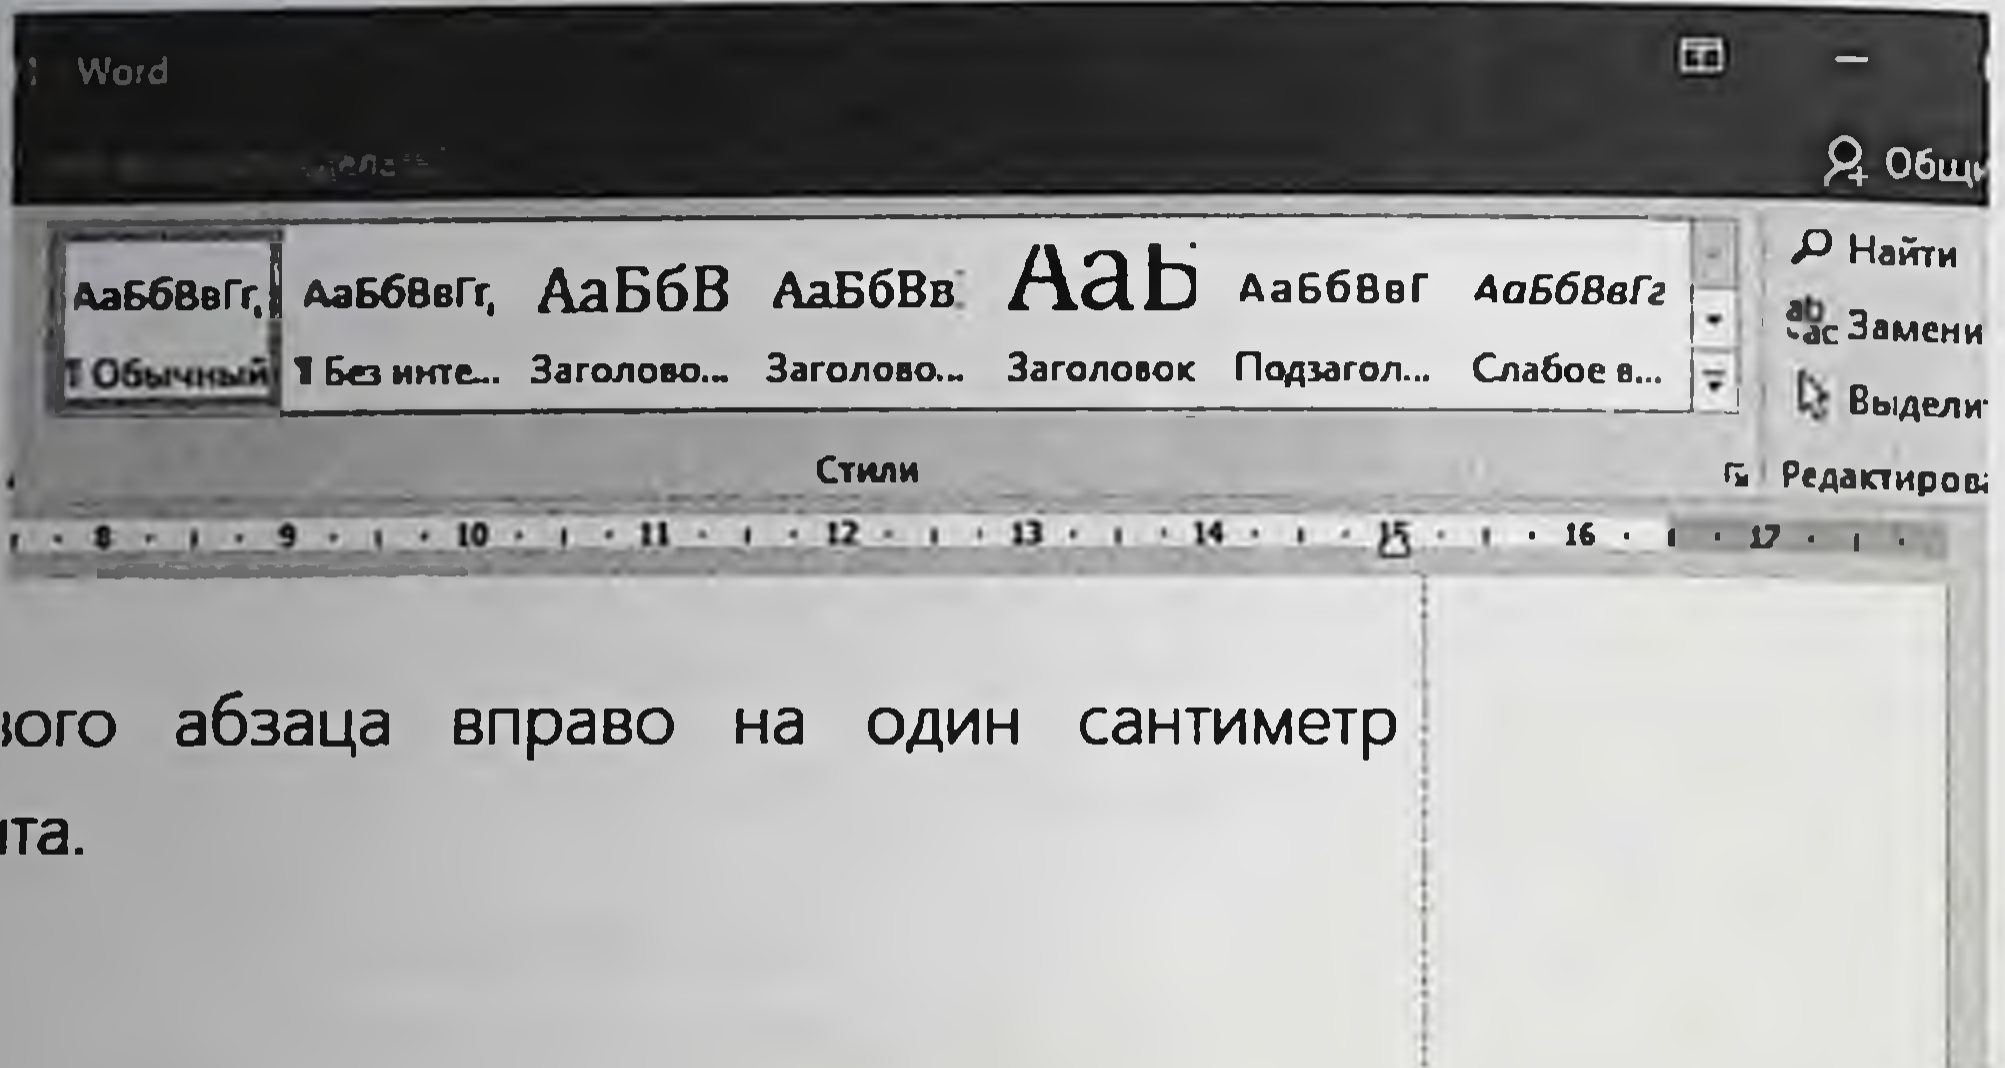 Word
Общи
АаБбВвГг, АаБбВвГг, АаБбВ АаБбВв АаБ АаБбВвГ АаБбВвГг
¶ Обычный ¶ Без инте... Заголово... Заголово... Заголовок Подзагол... Слабое в...
Найти
Замени
Выдели
Стили
Редактиров
8 9 10 11 12 13 14 15 16 17
вого абзаца вправо на один сантиметр
нта.